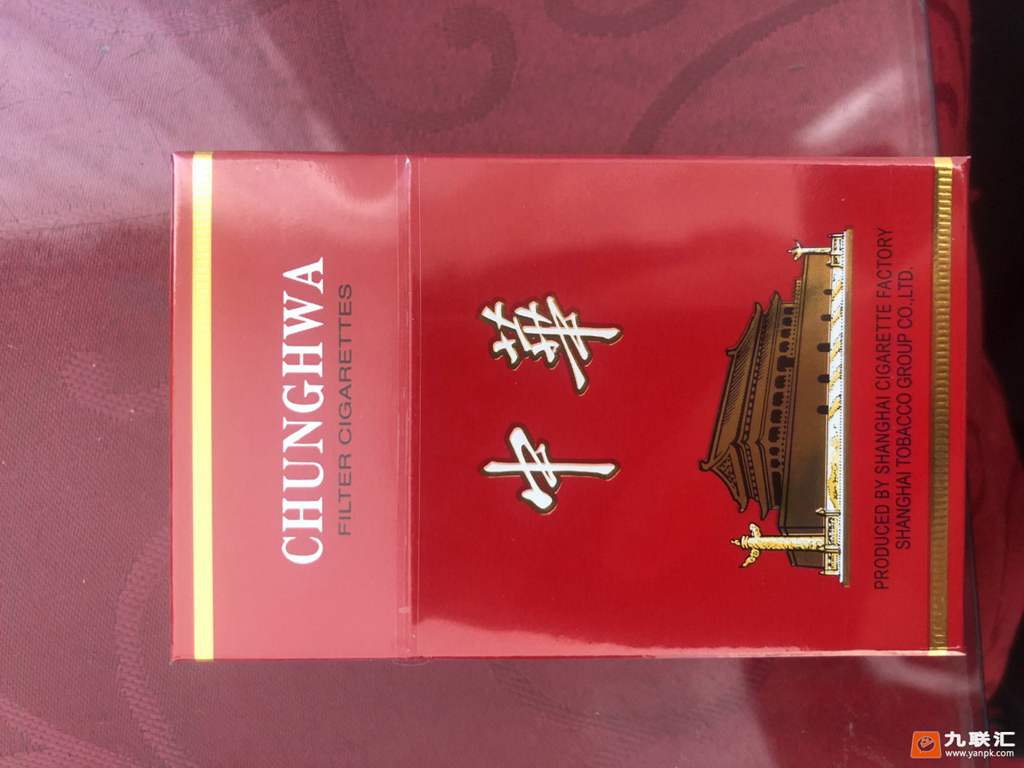 CHUNGHWA
FILTER CIGARETTES
中華
PRODUCED BY SHANGHAI CIGARETTE FACTORY
SHANGHAI TOBACCO GROUP CO.,LTD.
九联汇
www.yanpk.com